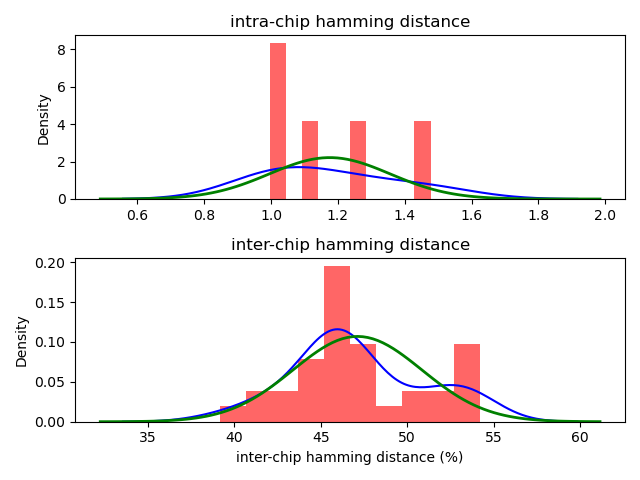 intra-chip hamming distance
8
6
4
2
0
Density
0.6 0.8 1.0 1.2 1.4 1.6 1.8 2.0
inter-chip hamming distance
0.20
0.15
0.10
0.05
0.00
Density
35 40 45 50 55 60
inter-chip hamming distance (%)